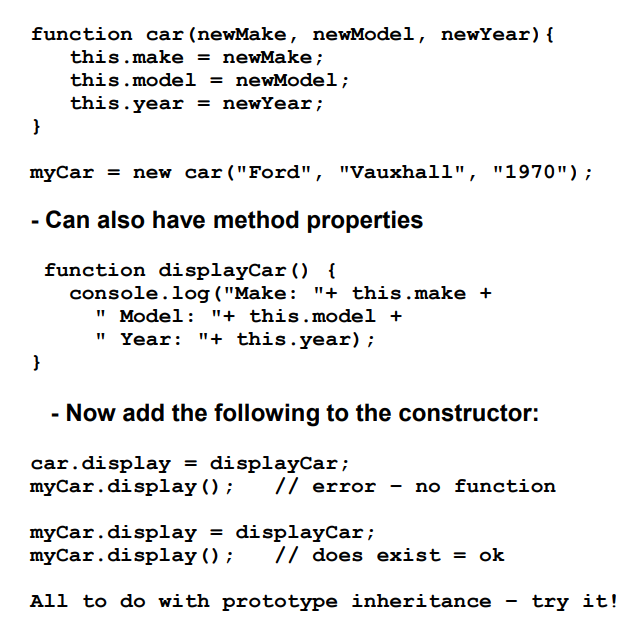 function car(newMake, newModel, newYear){
this.make = newMake;
this.model = newModel;
this.year = newYear;
}
myCar = new car("Ford", "Vauxhall", "1970");
- Can also have method properties
function displayCar() {
console.log("Make: "+ this.make +
" Model: "+ this.model +
" Year: "+ this.year);
}
- Now add the following to the constructor:
car.display = displayCar;
myCar.display();   // error – no function
myCar.display = displayCar;
myCar.display();   // does exist = ok
All to do with prototype inheritance – try it!